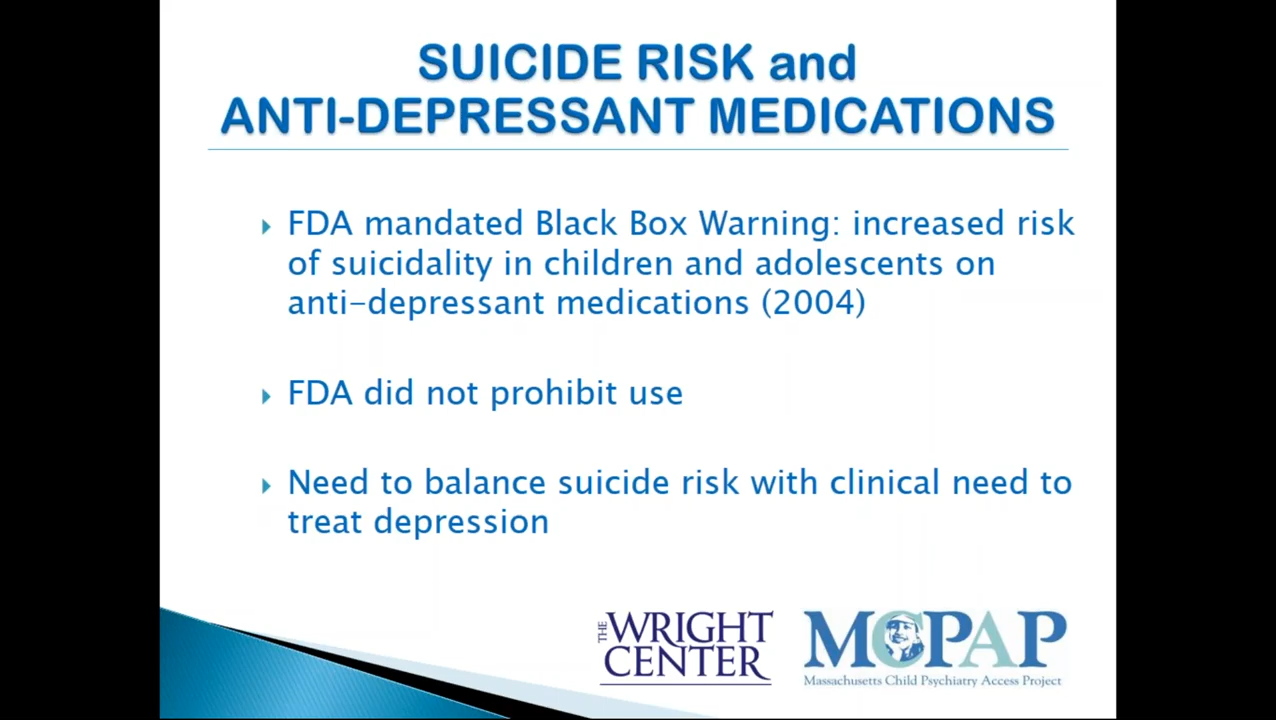 SUICIDE RISK and
ANTI-DEPRESSANT MEDICATIONS
FDA mandated Black Box Warning: increased risk
of suicidality in children and adolescents on
anti-depressant medications (2004)
FDA did not prohibit use
Need to balance suicide risk with clinical need to
treat depression
THE WRIGHT
CENTER
MCPAP
Massachusetts Child Psychiatry Access Project